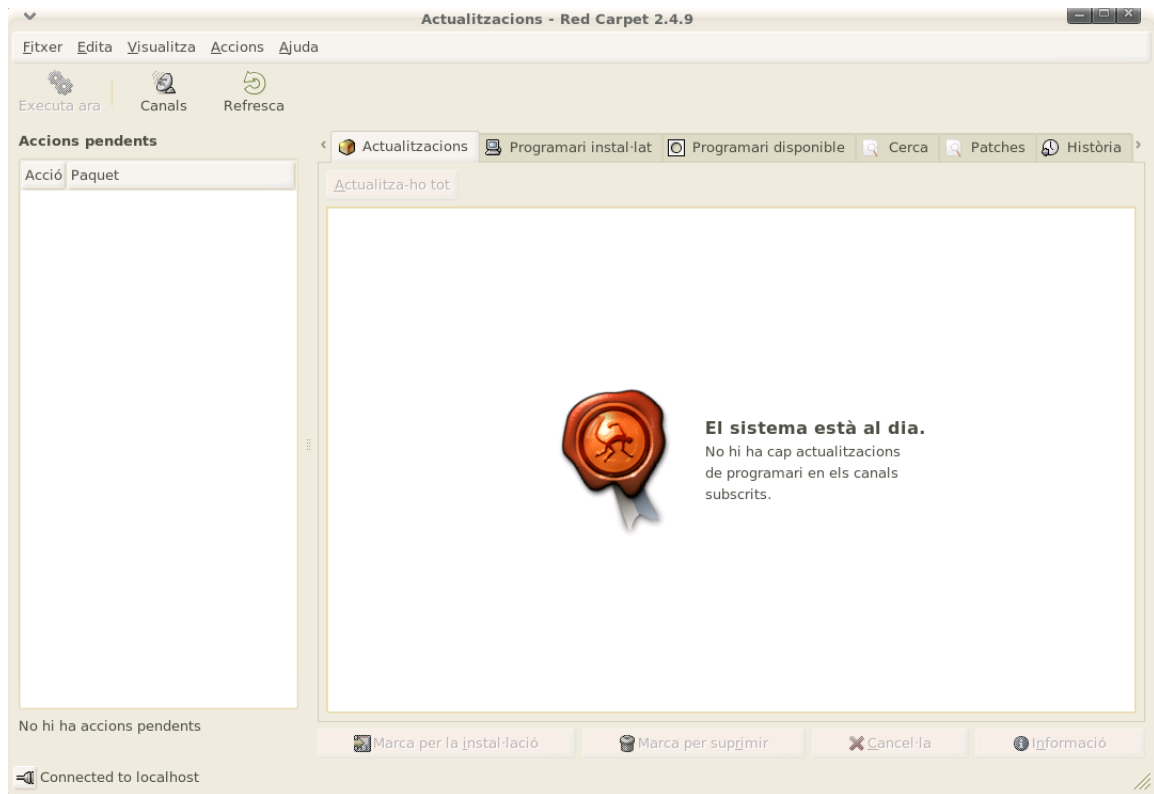 Actualitzacions - Red Carpet 2.4.9
Fitxer Edita Visualitza Accions Ajuda
Executa ara Canals Refresca
Accions pendents
Acció Paquet
No hi ha accions pendents
Actualitzacions Programari instal·lat Programari disponible Cerca Patches Història
Actualitza-ho tot
El sistema està al dia.
No hi ha cap actualitzacions
de programari en els canals
subscrits.
Marca per la instal·lació Marca per suprimir Cancel·la Informació
Connected to localhost